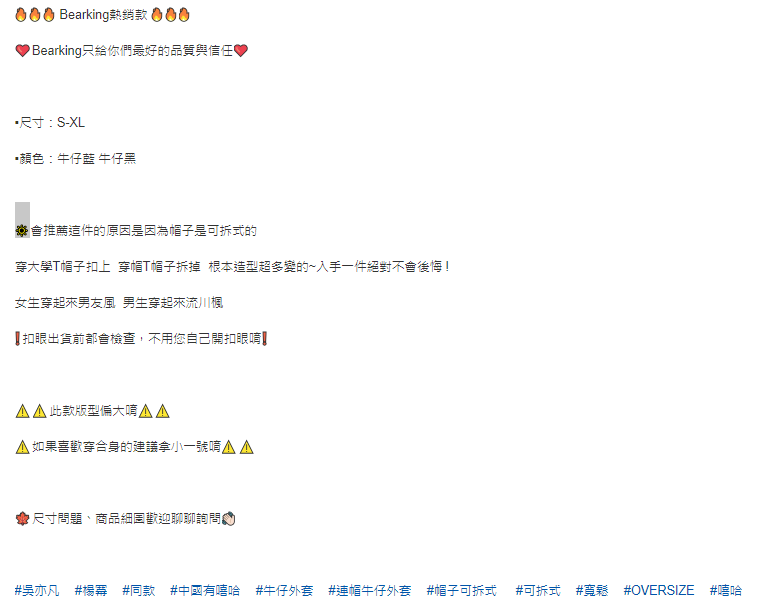 🔥🔥🔥 Bearking熱銷款 🔥🔥🔥
❤️Bearking只給你們最好的品質與信任❤️
•尺寸：S-XL
•顏色：牛仔藍 牛仔黑
會推薦這件的原因是因為帽子是可拆式的
穿大學T帽子扣上 穿帽T帽子拆掉 根本造型超多變的~入手一件絕對不會後悔!
女生穿起來男友風 男生穿起來流川楓
❗扣眼出貨前都會檢查，不用您自己開扣眼唷❗
⚠️⚠️此款版型偏大唷⚠️⚠️
⚠️如果喜歡穿合身的建議拿小一號唷⚠️⚠️
尺寸問題、商品細圖歡迎聊聊詢問
#吳亦凡 #楊冪 #同款 #中國有嘻哈 #牛仔外套 #連帽牛仔外套 #帽子可拆式 #可拆式 #寬鬆 #OVERSIZE #嘻哈